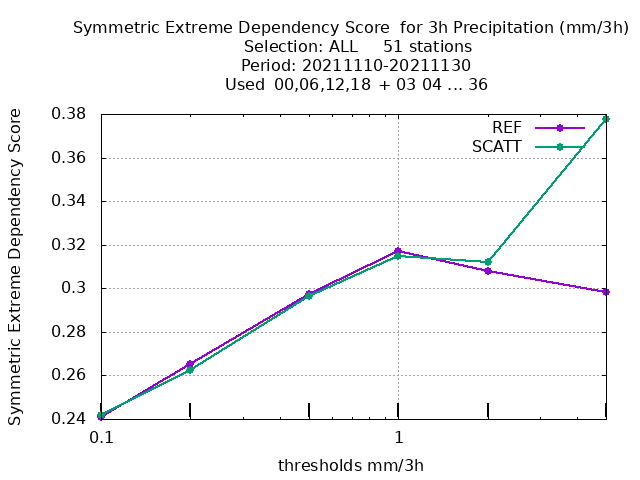 Symmetric Extreme Dependency Score  for 3h Precipitation (mm/3h)
Selection: ALL     51 stations
Period: 20211110-20211130
Used  00,06,12,18  + 03 04 ... 36
Symmetric Extreme Dependency Score
0.38
0.36
0.34
0.32
0.3
0.28
0.26
0.24
REF
SCATT
0.1
1
thresholds mm/3h